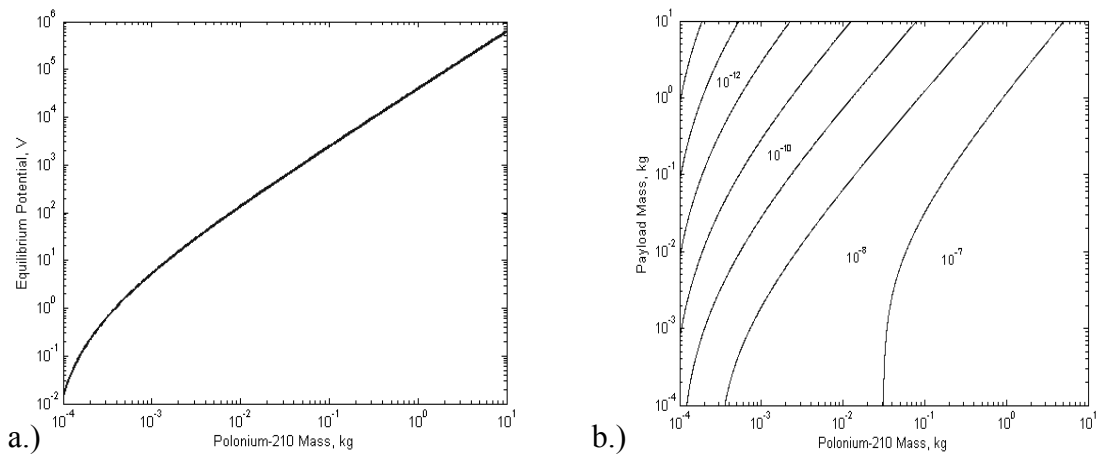 10^6
10^5
10^4
10^3
10^2
10^1
10^0
10^-1
10^-2
Equilibrium Potential, V
10^-4 10^-3 10^-2 10^-1 10^0 10^1
Polonium-210 Mass, kg
a.)
10^1
10^0
10^-1
10^-2
10^-3
10^-4
Payload Mass, kg
10^-12
10^-10
10^-8
10^-7
10^-4 10^-3 10^-2 10^-1 10^0 10^1
Polonium-210 Mass, kg
b.)